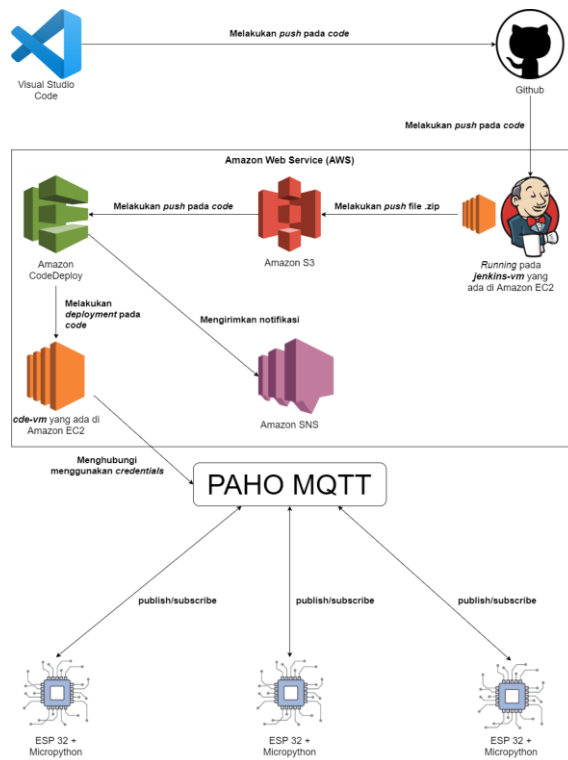 Melakukan push pada code
Visual Studio
Code
Github
Melakukan push pada code
Amazon Web Service (AWS)
Melakukan push pada code
Melakukan push file .zip
Amazon
CodeDeploy
Amazon S3
Running pada
jenkins-vm yang
ada di Amazon EC2
Melakukan
deployment pada
code
Mengirimkan notifikasi
cde-vm yang ada di
Amazon EC2
Amazon SNS
Menghubungi
menggunakan credentials
PAHO MQTT
publish/subscribe
publish/subscribe
publish/subscribe
ESP 32 +
Micropython
ESP 32 +
Micropython
ESP 32 +
Micropython